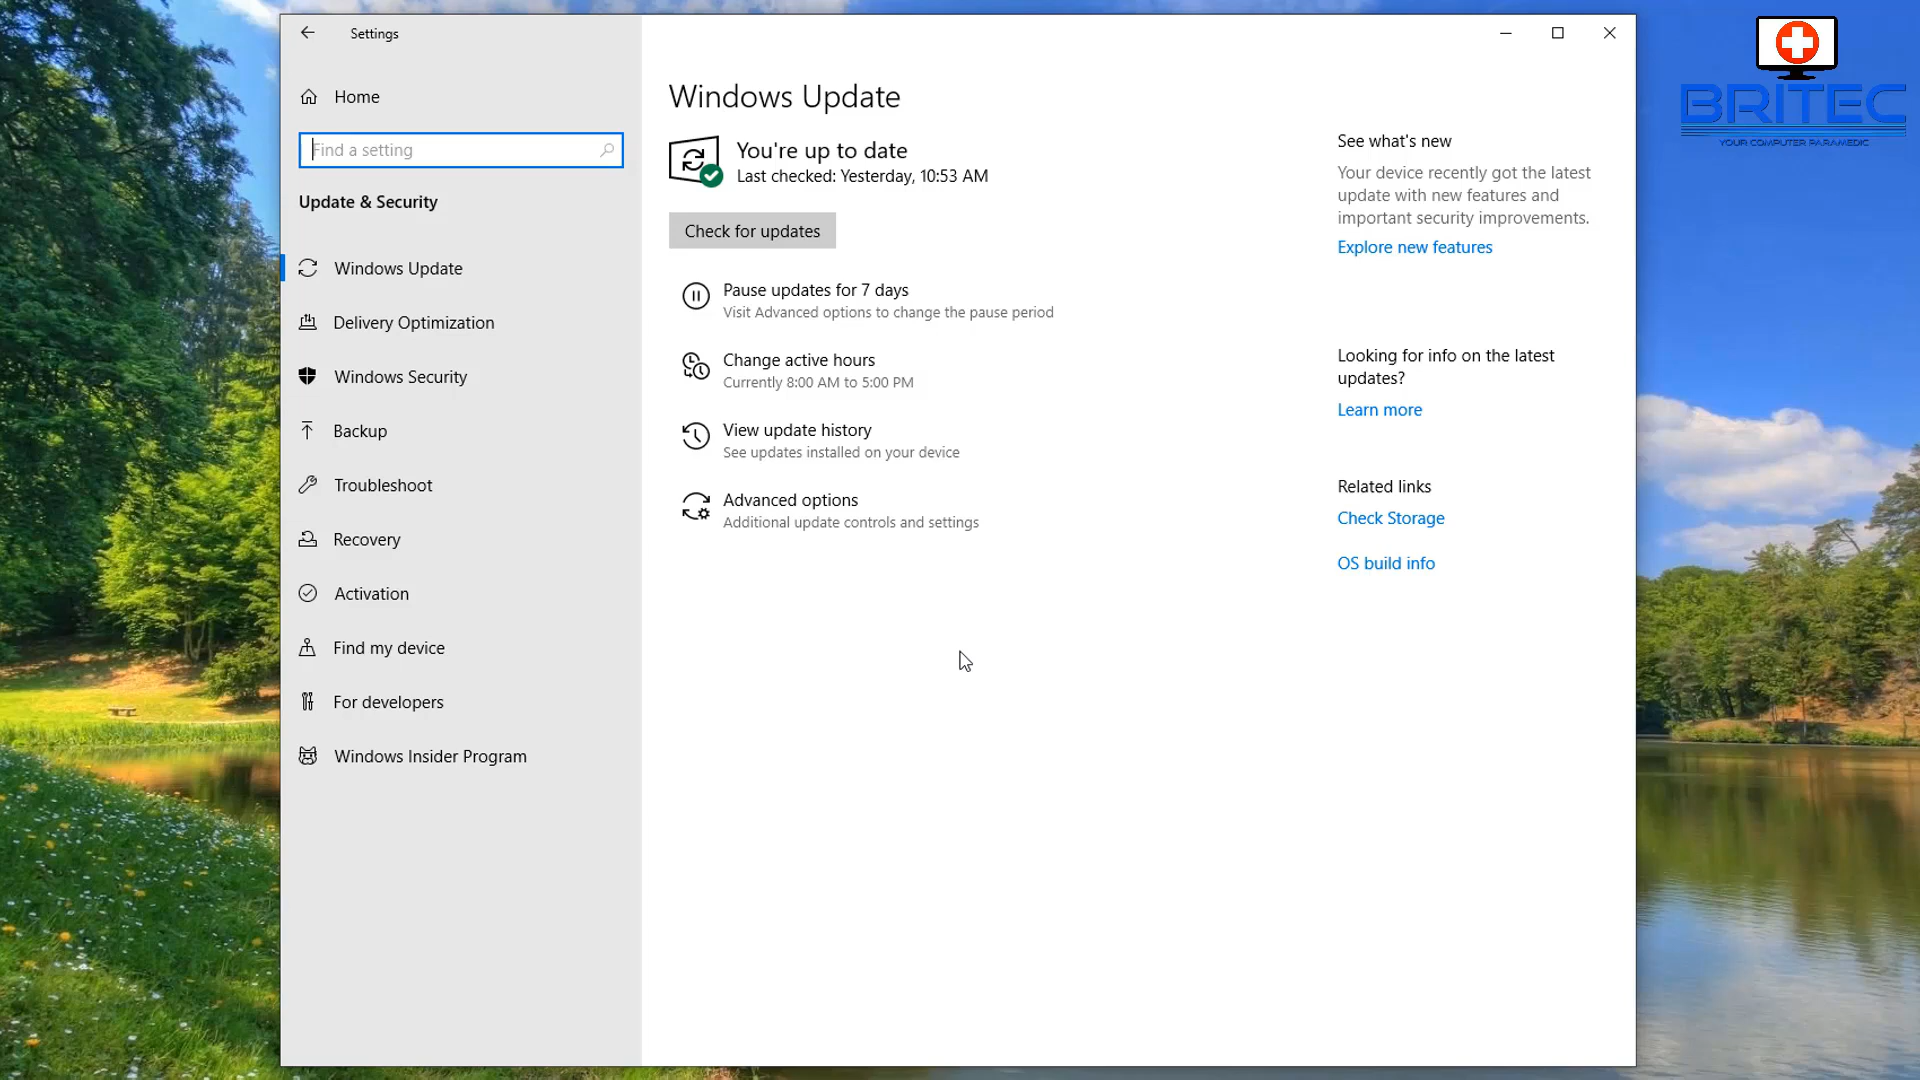 Settings
Home
Find a setting
Update & Security
Windows Update
Delivery Optimization
Windows Security
Backup
Troubleshoot
Recovery
Activation
Find my device
For developers
Windows Insider Program
Windows Update
You're up to date
Last checked: Yesterday, 10:53 AM
Check for updates
Pause updates for 7 days
Visit Advanced options to change the pause period
Change active hours
Currently 8:00 AM to 5:00 PM
View update history
See updates installed on your device
Advanced options
Additional update controls and settings
See what's new
Your device recently got the latest
update with new features and
important security improvements.
Explore new features
Looking for info on the latest
updates?
Learn more
Related links
Check Storage
OS build info
BRITEC
YOUR COMPUTER PARAMEDIC